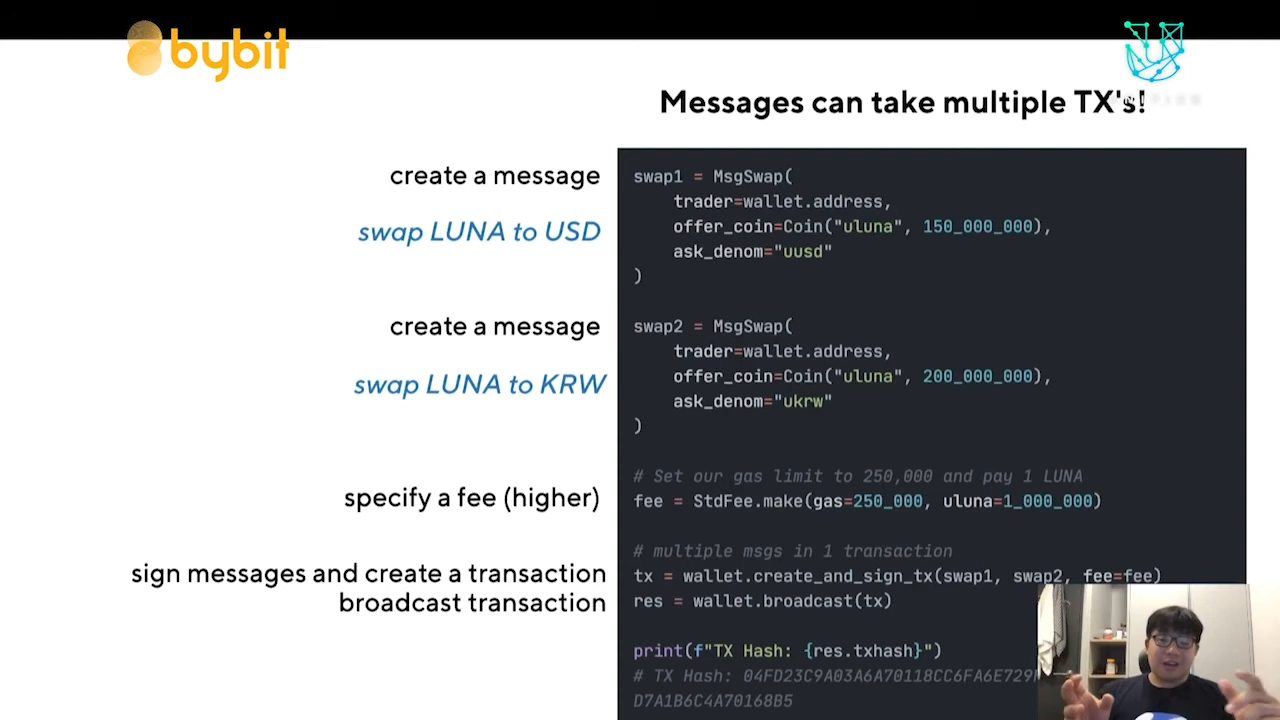 bybit
Messages can take multiple TX's!
create a message
swap LUNA to USD
swap1 = MsgSwap(
trader=wallet.address,
offer_coin=Coin("uluna", 150_000_000),
ask_denom="uusd"
)
create a message
swap LUNA to KRW
swap2 = MsgSwap(
trader=wallet.address,
offer_coin=Coin("uluna", 200_000_000),
ask_denom="ukrw"
)
specify a fee (higher)
# Set our gas limit to 250,000 and pay 1 LUNA
fee = StdFee.make(gas=250_000, uluna=1_000_000)
sign messages and create a transaction
broadcast transaction
# multiple msgs in 1 transaction
tx = wallet.create_and_sign_tx(swap1, swap2, fee=fee)
res = wallet.broadcast(tx)
print(f"TX Hash: {res.txhash}")
# TX Hash: 04FD23C9A03A6A70118CC6FA6E729
D7A1B6C4A70168B5